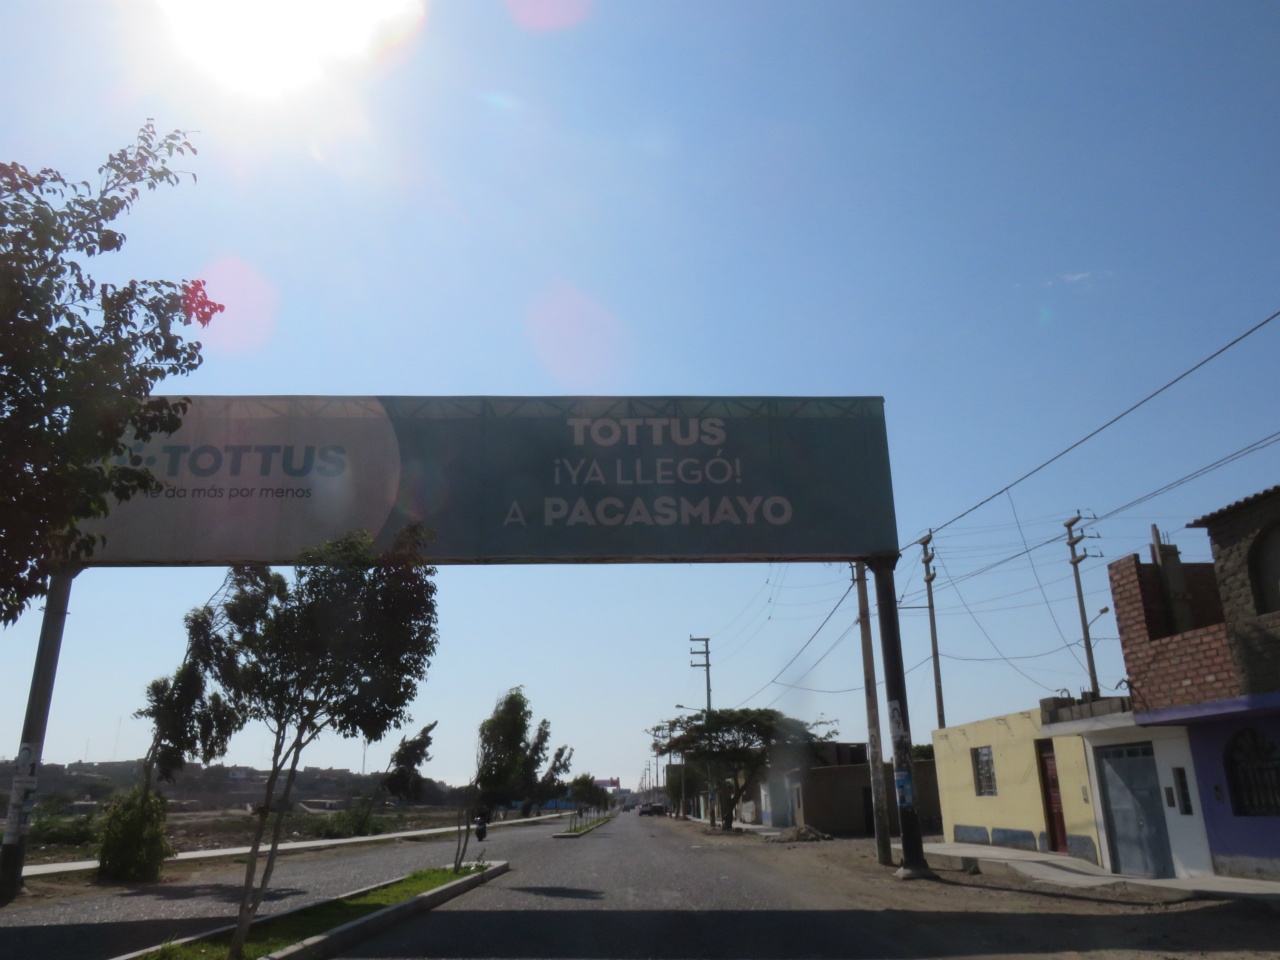 TOTTUS
te da más por menos
TOTTUS
¡YA LLEGÓ!
A PACASMAYO